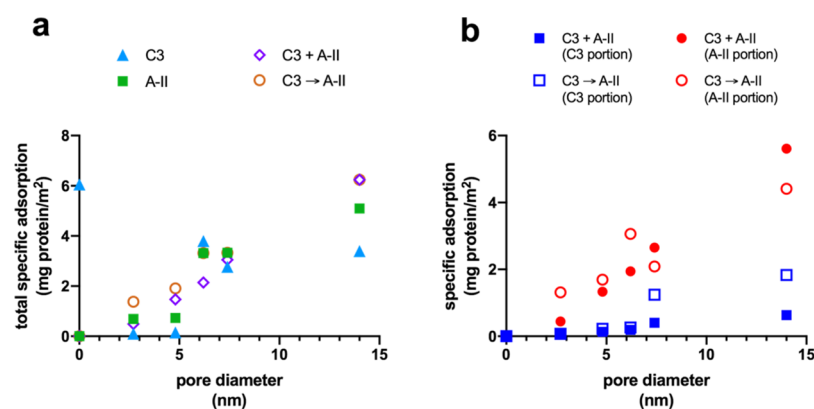 a
C3
A-II
C3 + A-II
C3 → A-II
total specific adsorption
(mg protein/m²)
8
6
4
2
0
0
5
10
15
pore diameter
(nm)
b
C3 + A-II
(C3 portion)
C3 + A-II
(A-II portion)
C3 → A-II
(C3 portion)
C3 → A-II
(A-II portion)
specific adsorption
(mg protein/m²)
6
4
2
0
0
5
10
15
pore diameter
(nm)